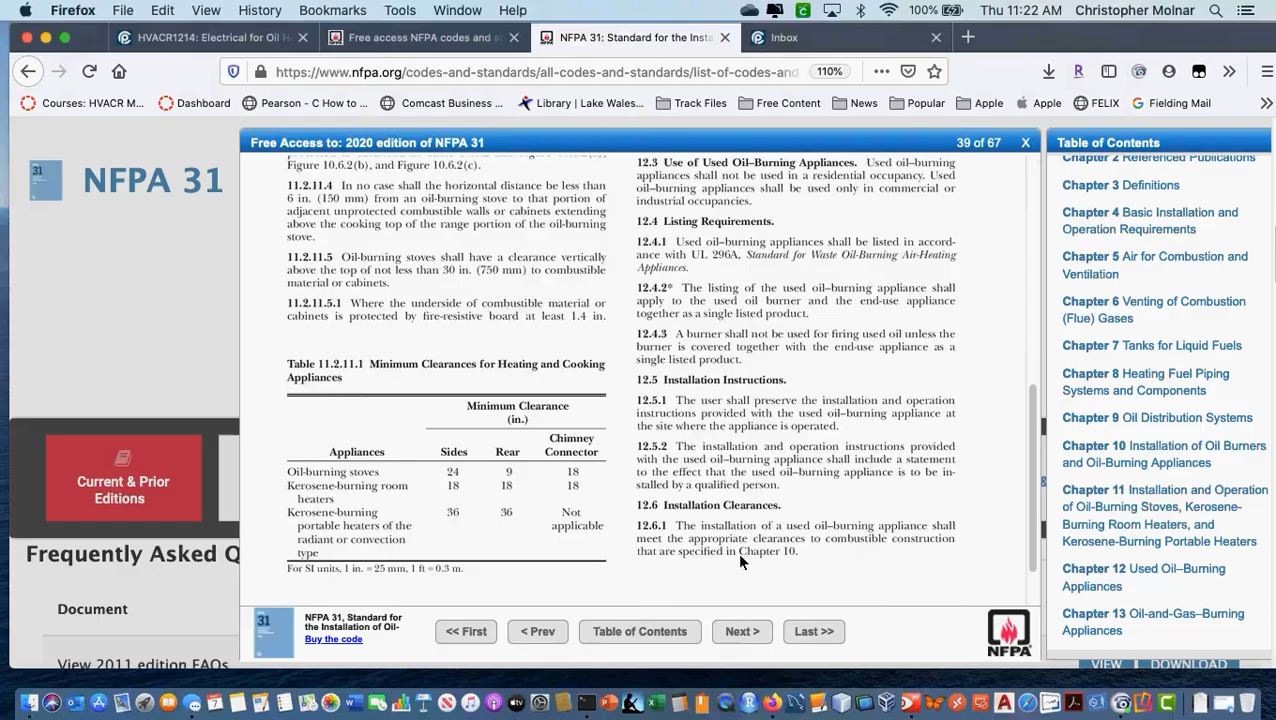 Firefox File Edit View History Bookmarks Tools Window Help 100% Thu 11:22 AM Christopher Molnar
HVACR1214: Electrical for Oil H
Free access NFPA codes and s
NFPA 31: Standard for the Insta
Inbox
https://www.nfpa.org/codes-and-standards/all-codes-and-standards/list-of-codes-and 110%
Courses: HVACR M... Dashboard Pearson - C How to ... Comcast Business ... Library | Lake Wales... Track Files Free Content News Popular Apple Apple FELIX Fielding Mail
31
NFPA 31
Current & Prior
Editions
Frequently Asked Q
Document
View 2011 edition FAQs
VIEW DOWNLOAD
Free Access to: 2020 edition of NFPA 31 39 of 67 X
Figure 10.6.2(b), and Figure 10.6.2(c).
11.2.11.4 In no case shall the horizontal distance be less than
6 in. (150 mm) from an oil-burning stove to that portion of
adjacent unprotected combustible walls or cabinets extending
above the cooking top of the range portion of the oil-burning
stove.
11.2.11.5 Oil-burning stoves shall have a clearance vertically
above the top of not less than 30 in. (750 mm) to combustible
material or cabinets.
11.2.11.5.1 Where the underside of combustible material or
cabinets is protected by fire-resistive board at least 1.4 in.
Table 11.2.11.1 Minimum Clearances for Heating and Cooking
Appliances
Minimum Clearance
(in.)
Appliances Sides Rear Chimney
Connector
Oil-burning stoves 24 9 18
Kerosene-burning room 18 18 18
heaters
Kerosene-burning 36 36 Not
portable heaters of the applicable
radiant or convection
type
For SI units, 1 in. = 25 mm, 1 ft = 0.3 m.
12.3 Use of Used Oil–Burning Appliances. Used oil–burning
appliances shall not be used in a residential occupancy. Used
oil–burning appliances shall be used only in commercial or
industrial occupancies.
12.4 Listing Requirements.
12.4.1 Used oil–burning appliances shall be listed in accord-
ance with UL 296A, Standard for Waste Oil-Burning Air-Heating
Appliances.
12.4.2* The listing of the used oil–burning appliance shall
apply to the used oil burner and the end-use appliance
together as a single listed product.
12.4.3 A burner shall not be used for firing used oil unless the
burner is covered together with the end-use appliance as a
single listed product.
12.5 Installation Instructions.
12.5.1 The user shall preserve the installation and operation
instructions provided with the used oil–burning appliance at
the site where the appliance is operated.
12.5.2 The installation and operation instructions provided
with the used oil–burning appliance shall include a statement
to the effect that the used oil–burning appliance is to be in-
stalled by a qualified person.
12.6 Installation Clearances.
12.6.1 The installation of a used oil–burning appliance shall
meet the appropriate clearances to combustible construction
that are specified in Chapter 10.
31
NFPA 31, Standard for
the Installation of Oil-
Buy the code
<< First < Prev Table of Contents Next > Last >>
NFPA
Table of Contents
Chapter 2 Referenced Publications
Chapter 3 Definitions
Chapter 4 Basic Installation and
Operation Requirements
Chapter 5 Air for Combustion and
Ventilation
Chapter 6 Venting of Combustion
(Flue) Gases
Chapter 7 Tanks for Liquid Fuels
Chapter 8 Heating Fuel Piping
Systems and Components
Chapter 9 Oil Distribution Systems
Chapter 10 Installation of Oil Burners
and Oil-Burning Appliances
Chapter 11 Installation and Operation
of Oil-Burning Stoves, Kerosene-
Burning Room Heaters, and
Kerosene-Burning Portable Heaters
Chapter 12 Used Oil–Burning
Appliances
Chapter 13 Oil-and-Gas–Burning
Appliances